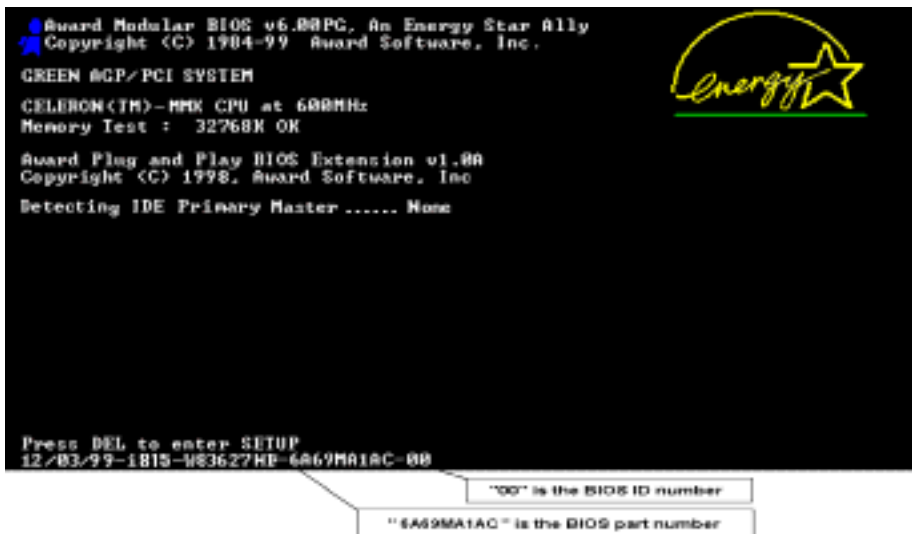 Award Modular BIOS v6.00PG, An Energy Star Ally
Copyright (C) 1984-99 Award Software, Inc.
energy
GREEN AGP/PCI SYSTEM
CELERON(TM)-MMX CPU at 600MHz
Memory Test : 32768K OK
Award Plug and Play BIOS Extension v1.0A
Copyright (C) 1998, Award Software, Inc
Detecting IDE Primary Master ...... None
Press DEL to enter SETUP
12/03/99-i815-W83627HF-6A69MA1AC-00
"00" is the BIOS ID number
"6A69MA1AC" is the BIOS part number